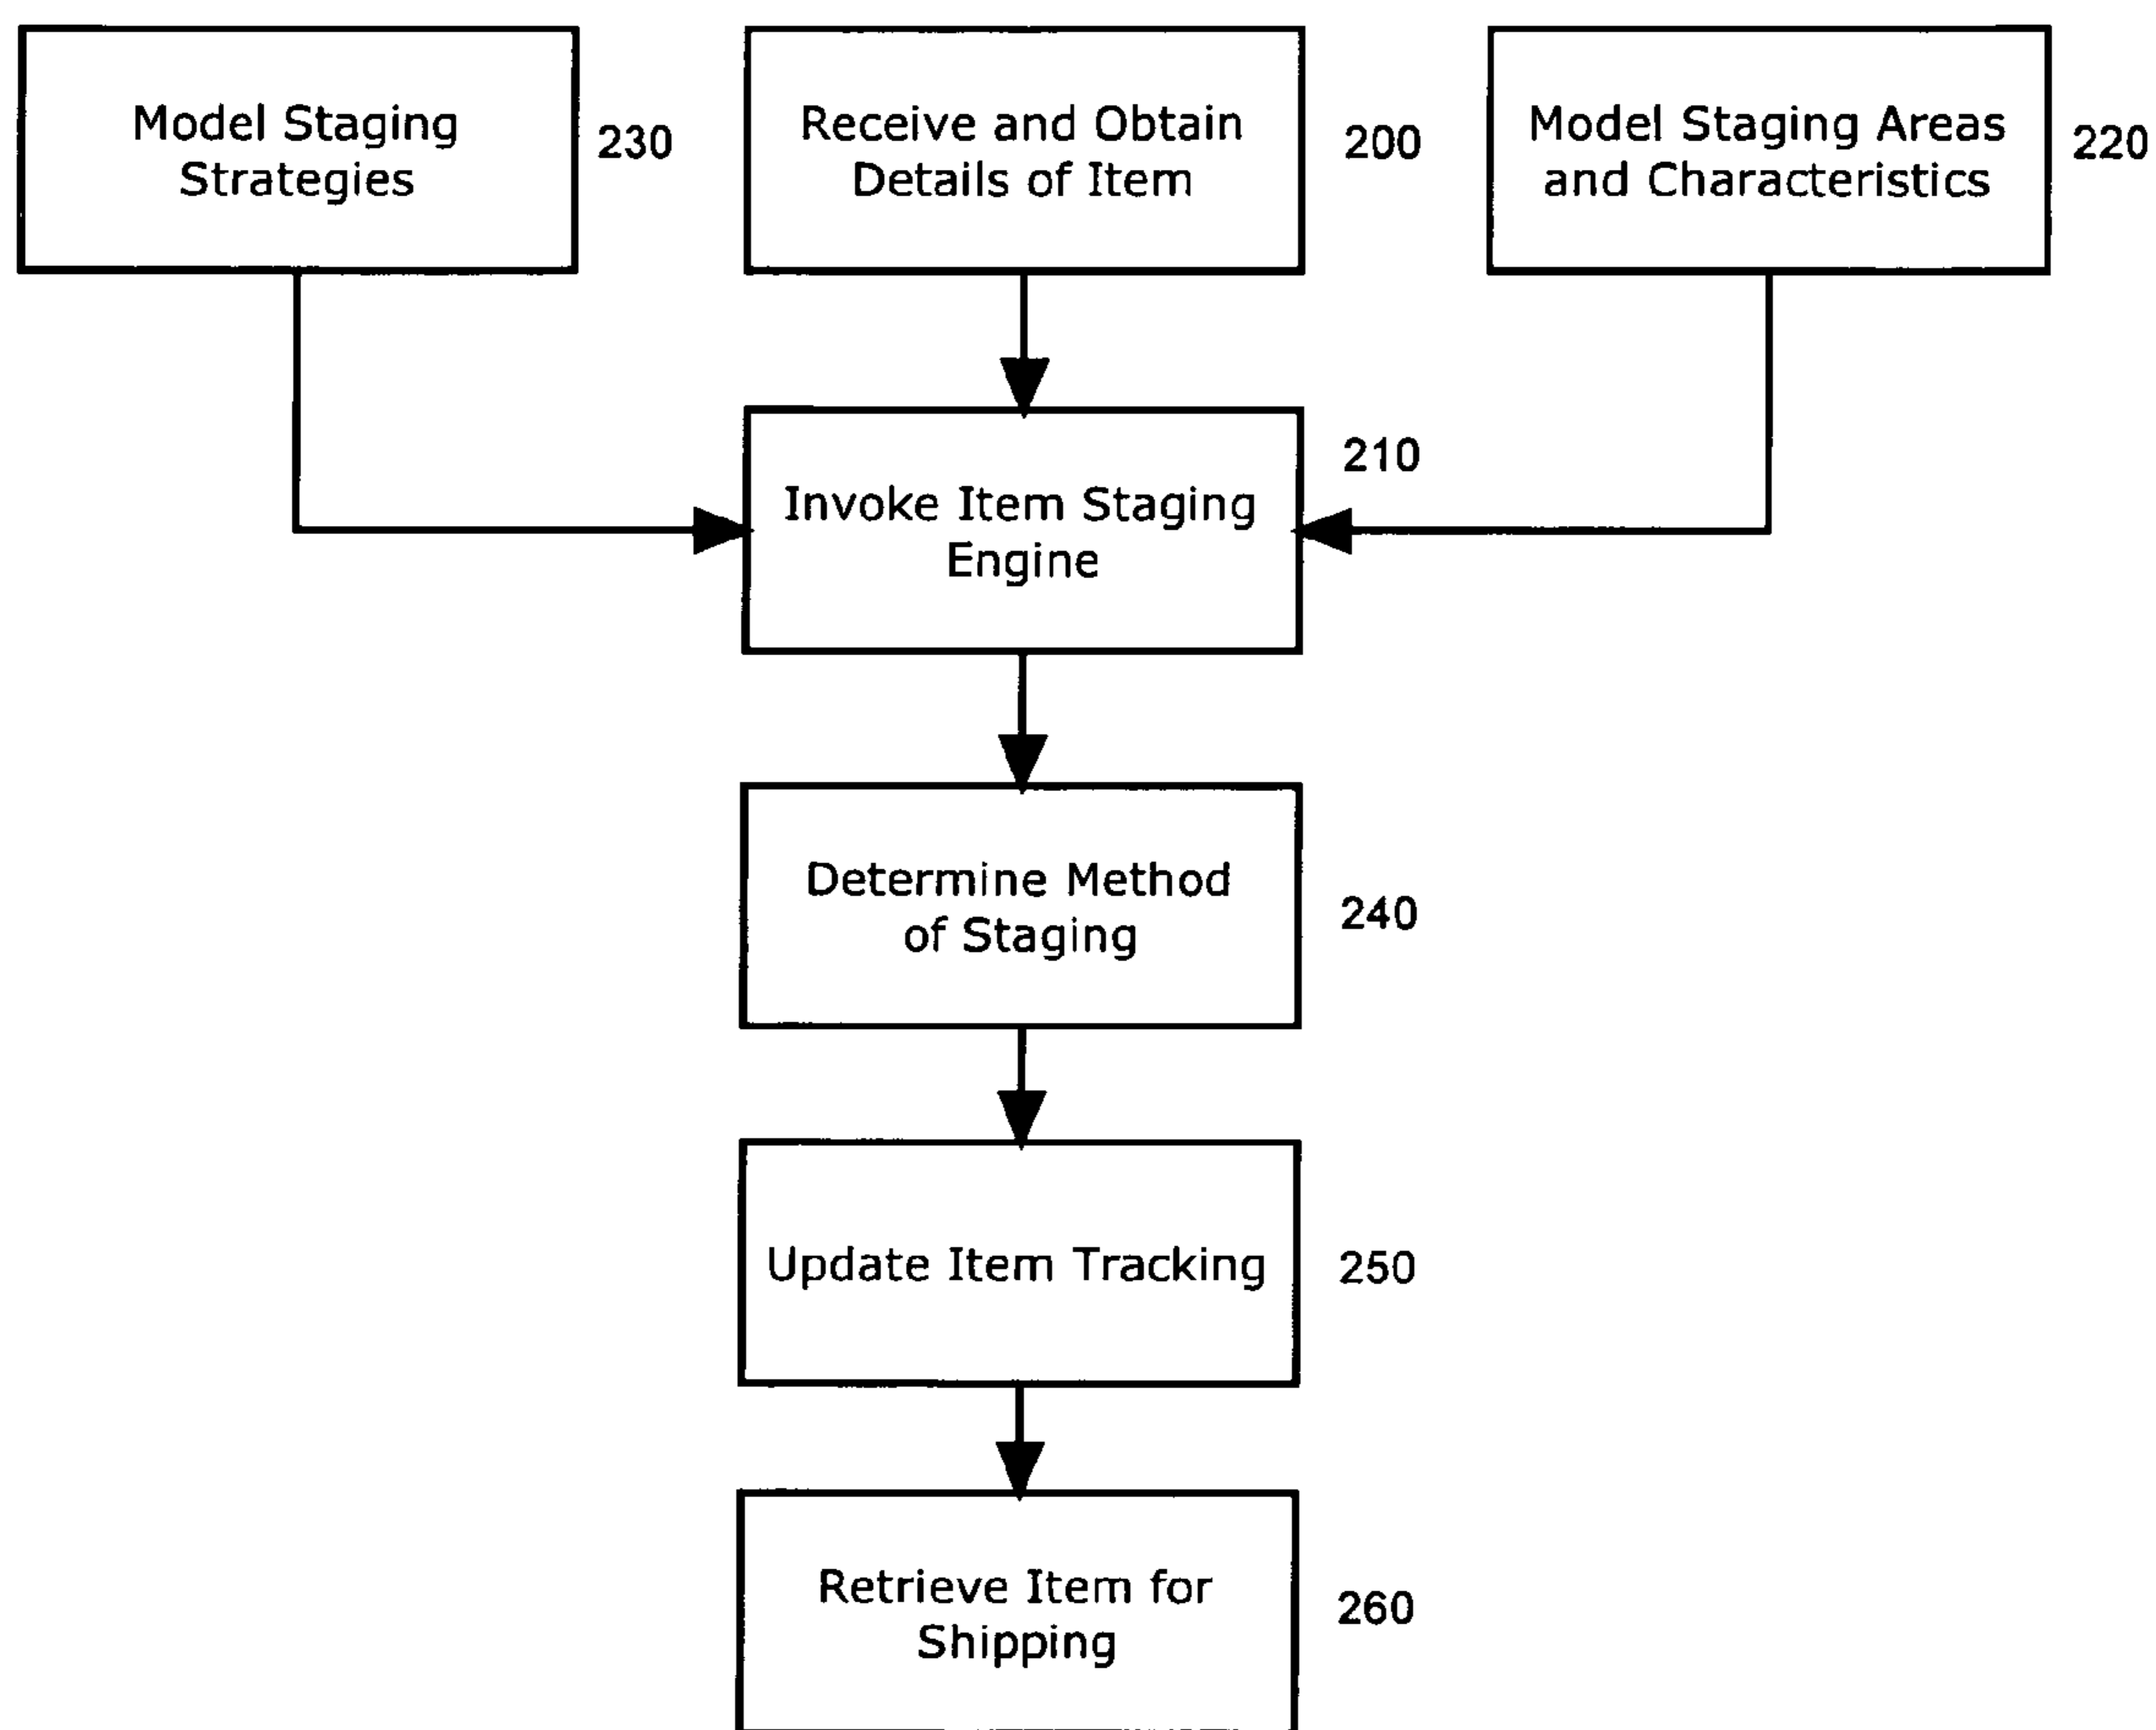 Model Staging
Strategies
230
Receive and Obtain
Details of Item
200
Model Staging Areas
and Characteristics
220
Invoke Item Staging
Engine
210
Determine Method
of Staging
240
Update Item Tracking
250
Retrieve Item for
Shipping
260